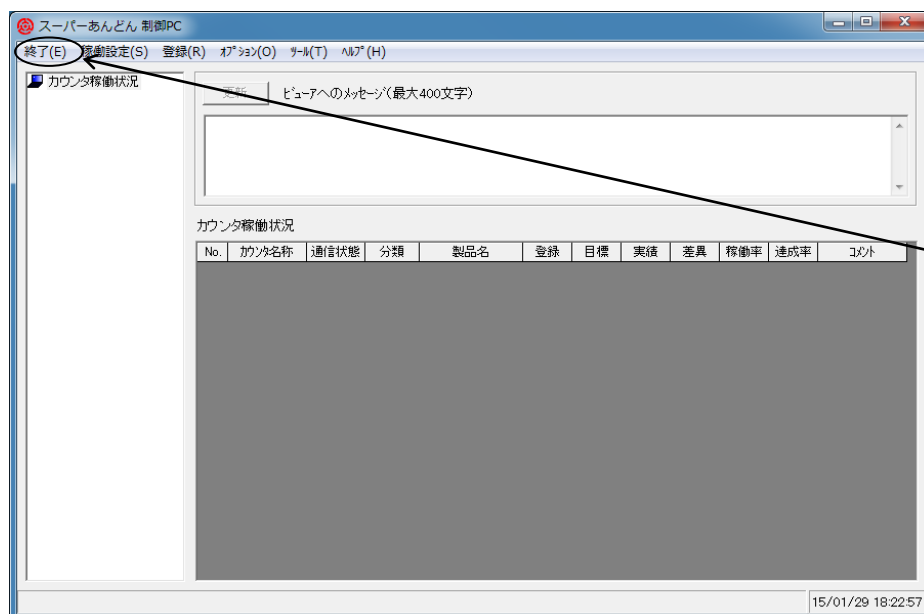 スーパーあんどん 制御PC
終了(E) 稼働設定(S) 登録(R) ｵﾌﾟｼｮﾝ(O) ﾂｰﾙ(T) ﾍﾙﾌﾟ(H)
カウンタ稼働状況
更新 ﾋﾞｭｰｱへのﾒｯｾｰｼﾞ(最大400文字)
カウンタ稼働状況
No. ｶｳﾝﾀ名称 通信状態 分類 製品名 登録 目標 実績 差異 稼働率 達成率 ｺﾒﾝﾄ
15/01/29 18:22:57